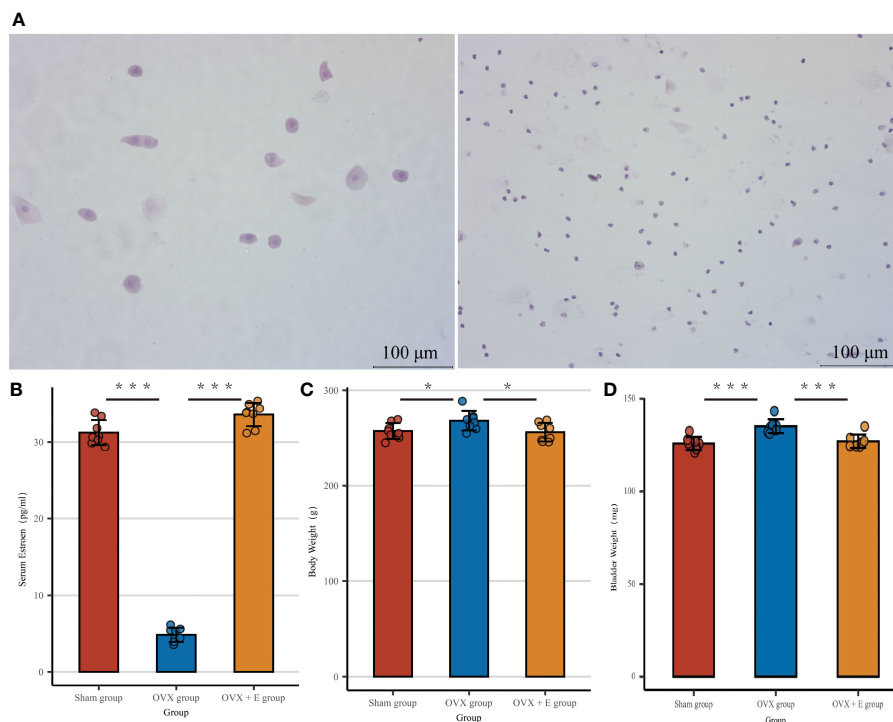 A
100 μm
100 μm
B
* * *
* * *
Serum Estroen (pg/ml)
30
20
10
0
Sham group
OVX group
OVX + E group
Group
C
*
*
Body Weight (g)
300
200
100
0
Sham group
OVX group
OVX + E group
Group
D
* * *
* * *
Bladder Weight (mg)
150
100
50
0
Sham group
OVX group
OVX + E group
Group